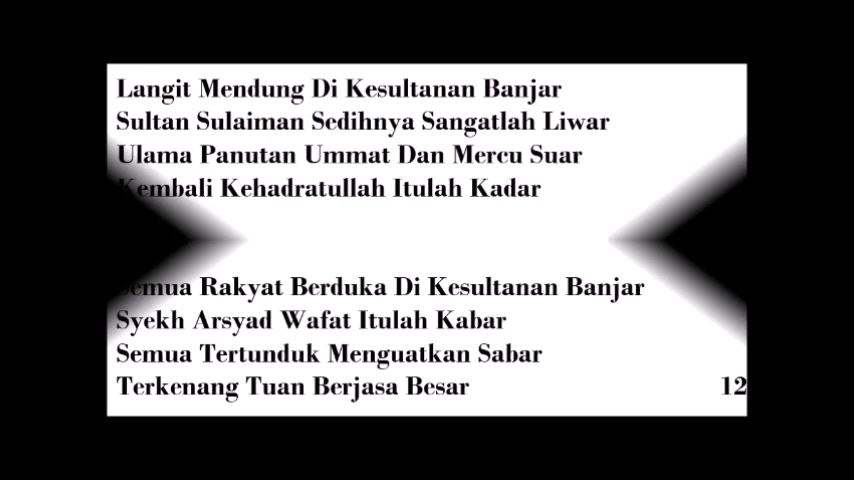 Langit Mendung Di Kesultanan Banjar
Sultan Sulaiman Sedihnya Sangatlah Liwar
Ulama Panutan Ummat Dan Mercu Suar
Kembali Kehadratullah Itulah Kadar
Semua Rakyat Berduka Di Kesultanan Banjar
Syekh Arsyad Wafat Itulah Kabar
Semua Tertunduk Menguatkan Sabar
Terkenang Tuan Berjasa Besar
12